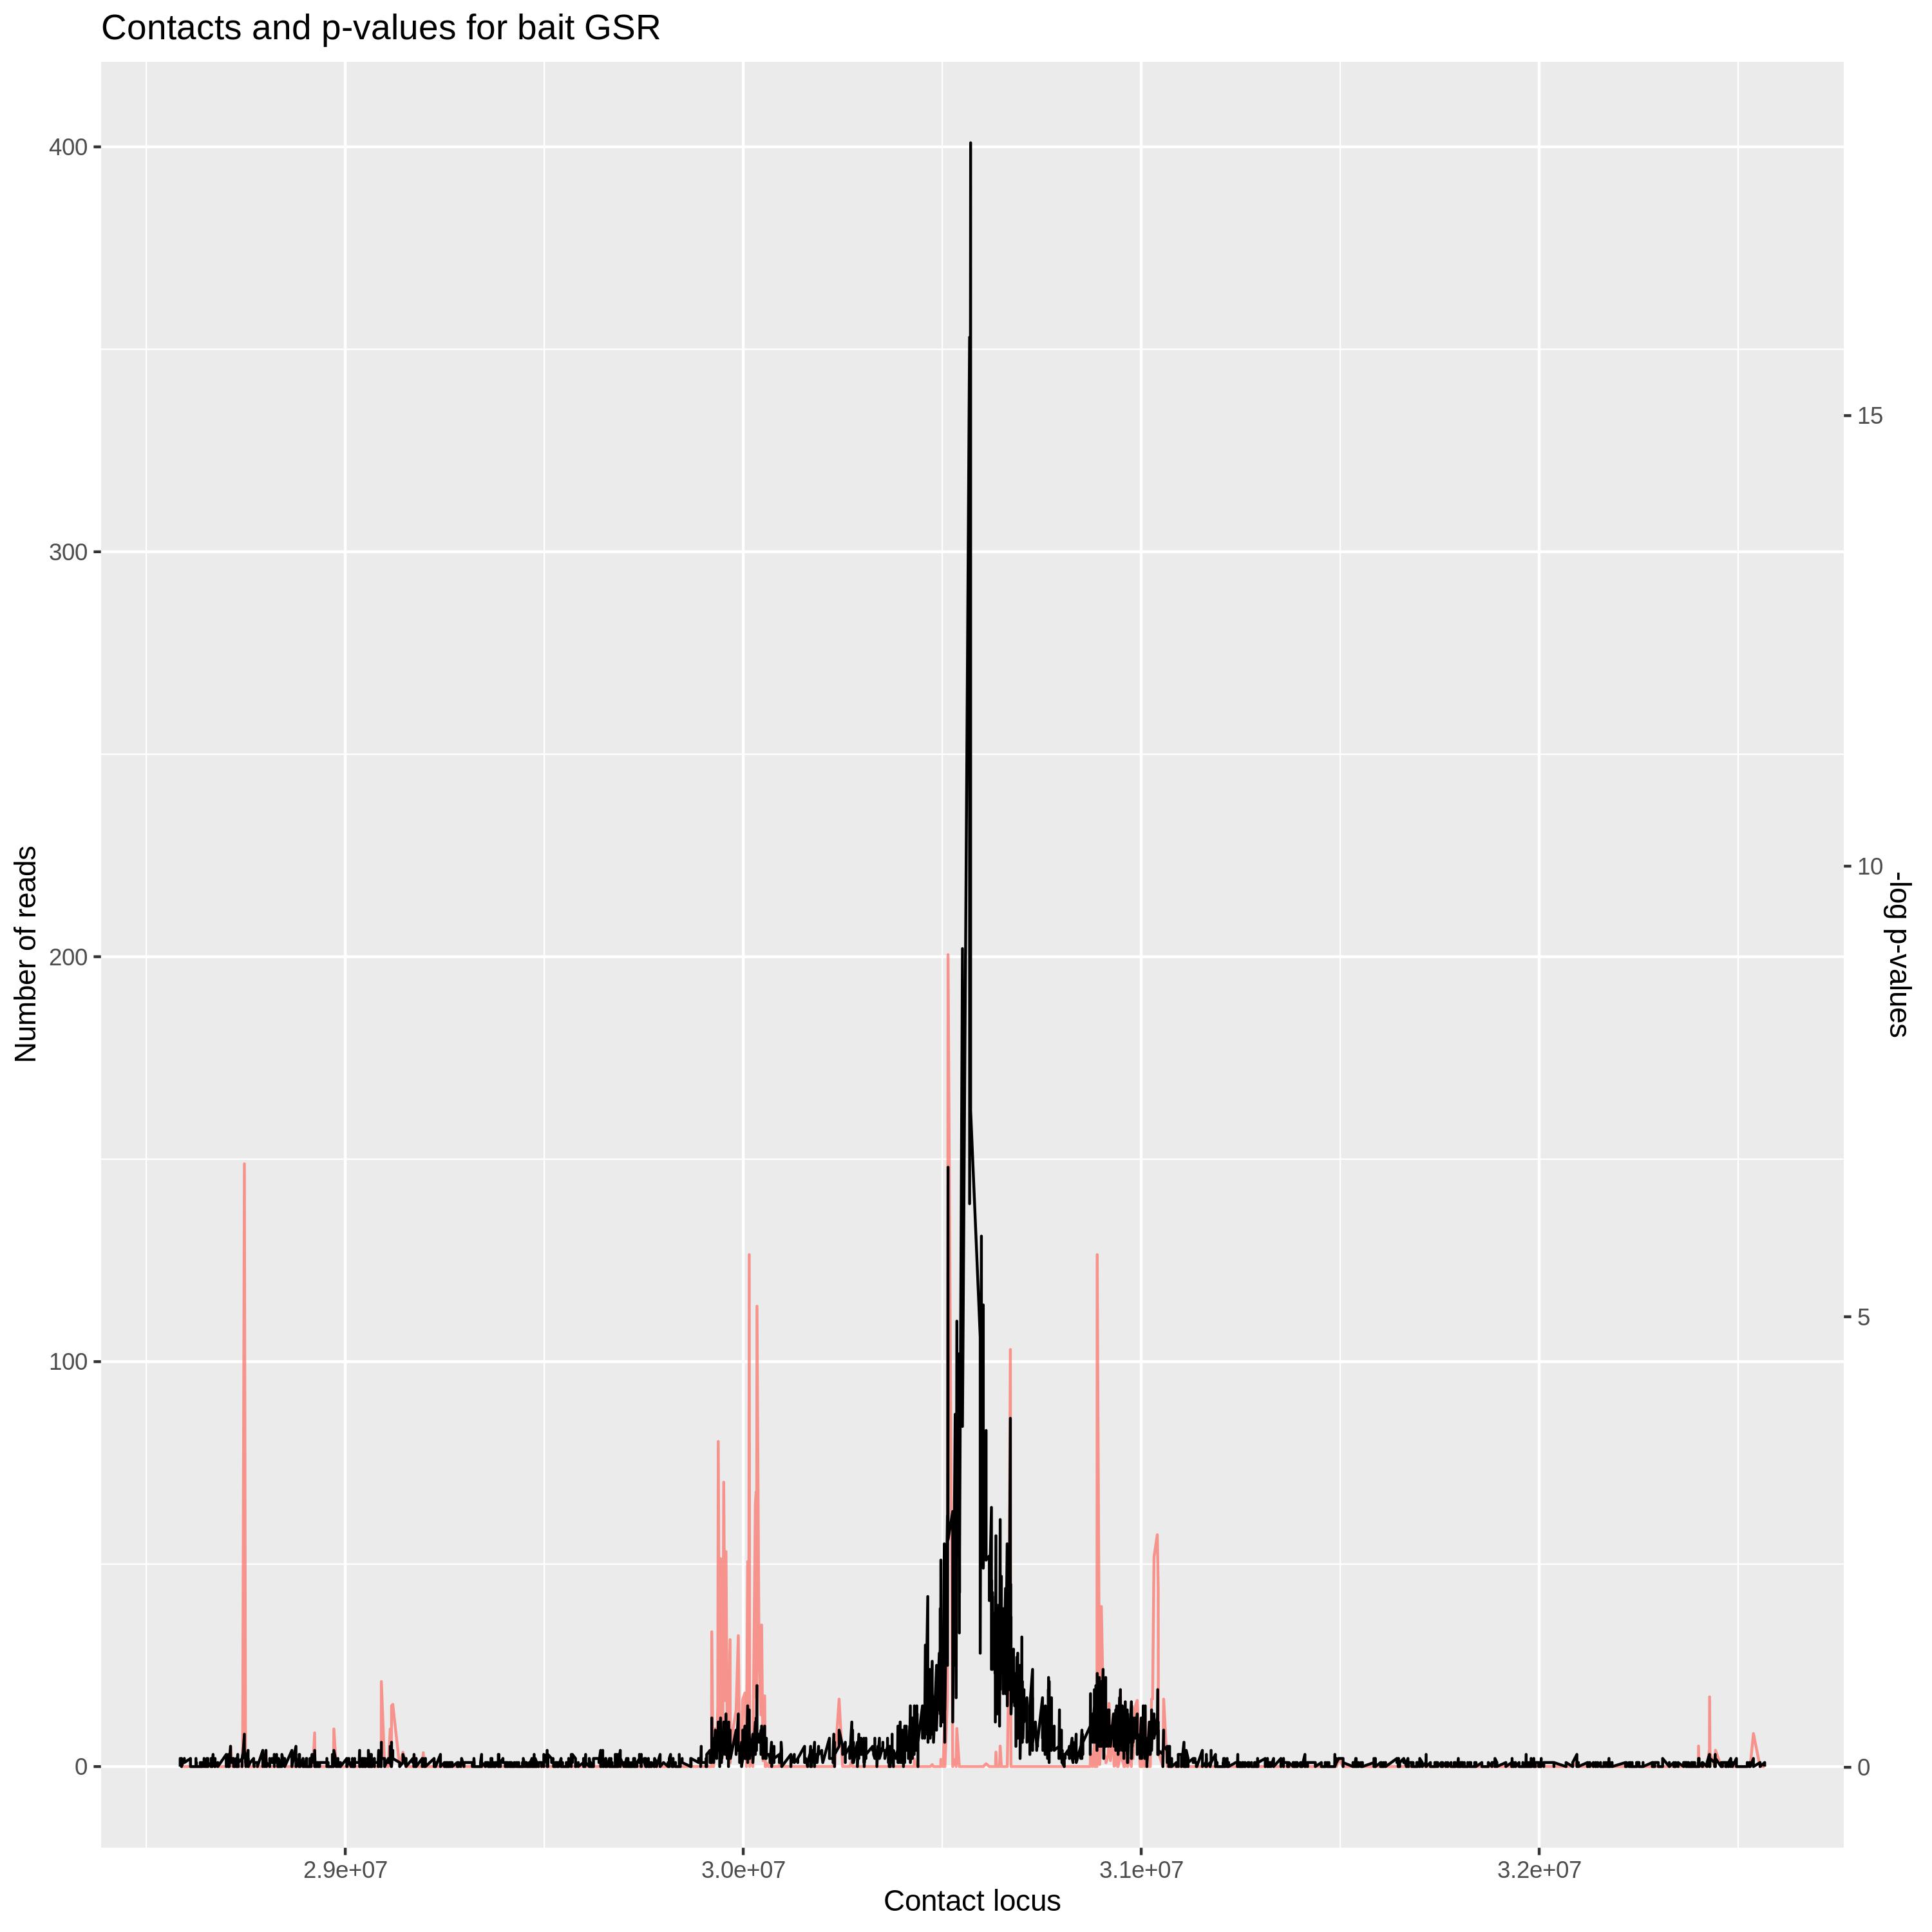 Contacts and p-values for bait GSR
400
300
200
100
0
Number of reads
15
10
5
0
-log p-values
2.9e+07
3.0e+07
3.1e+07
3.2e+07
Contact locus